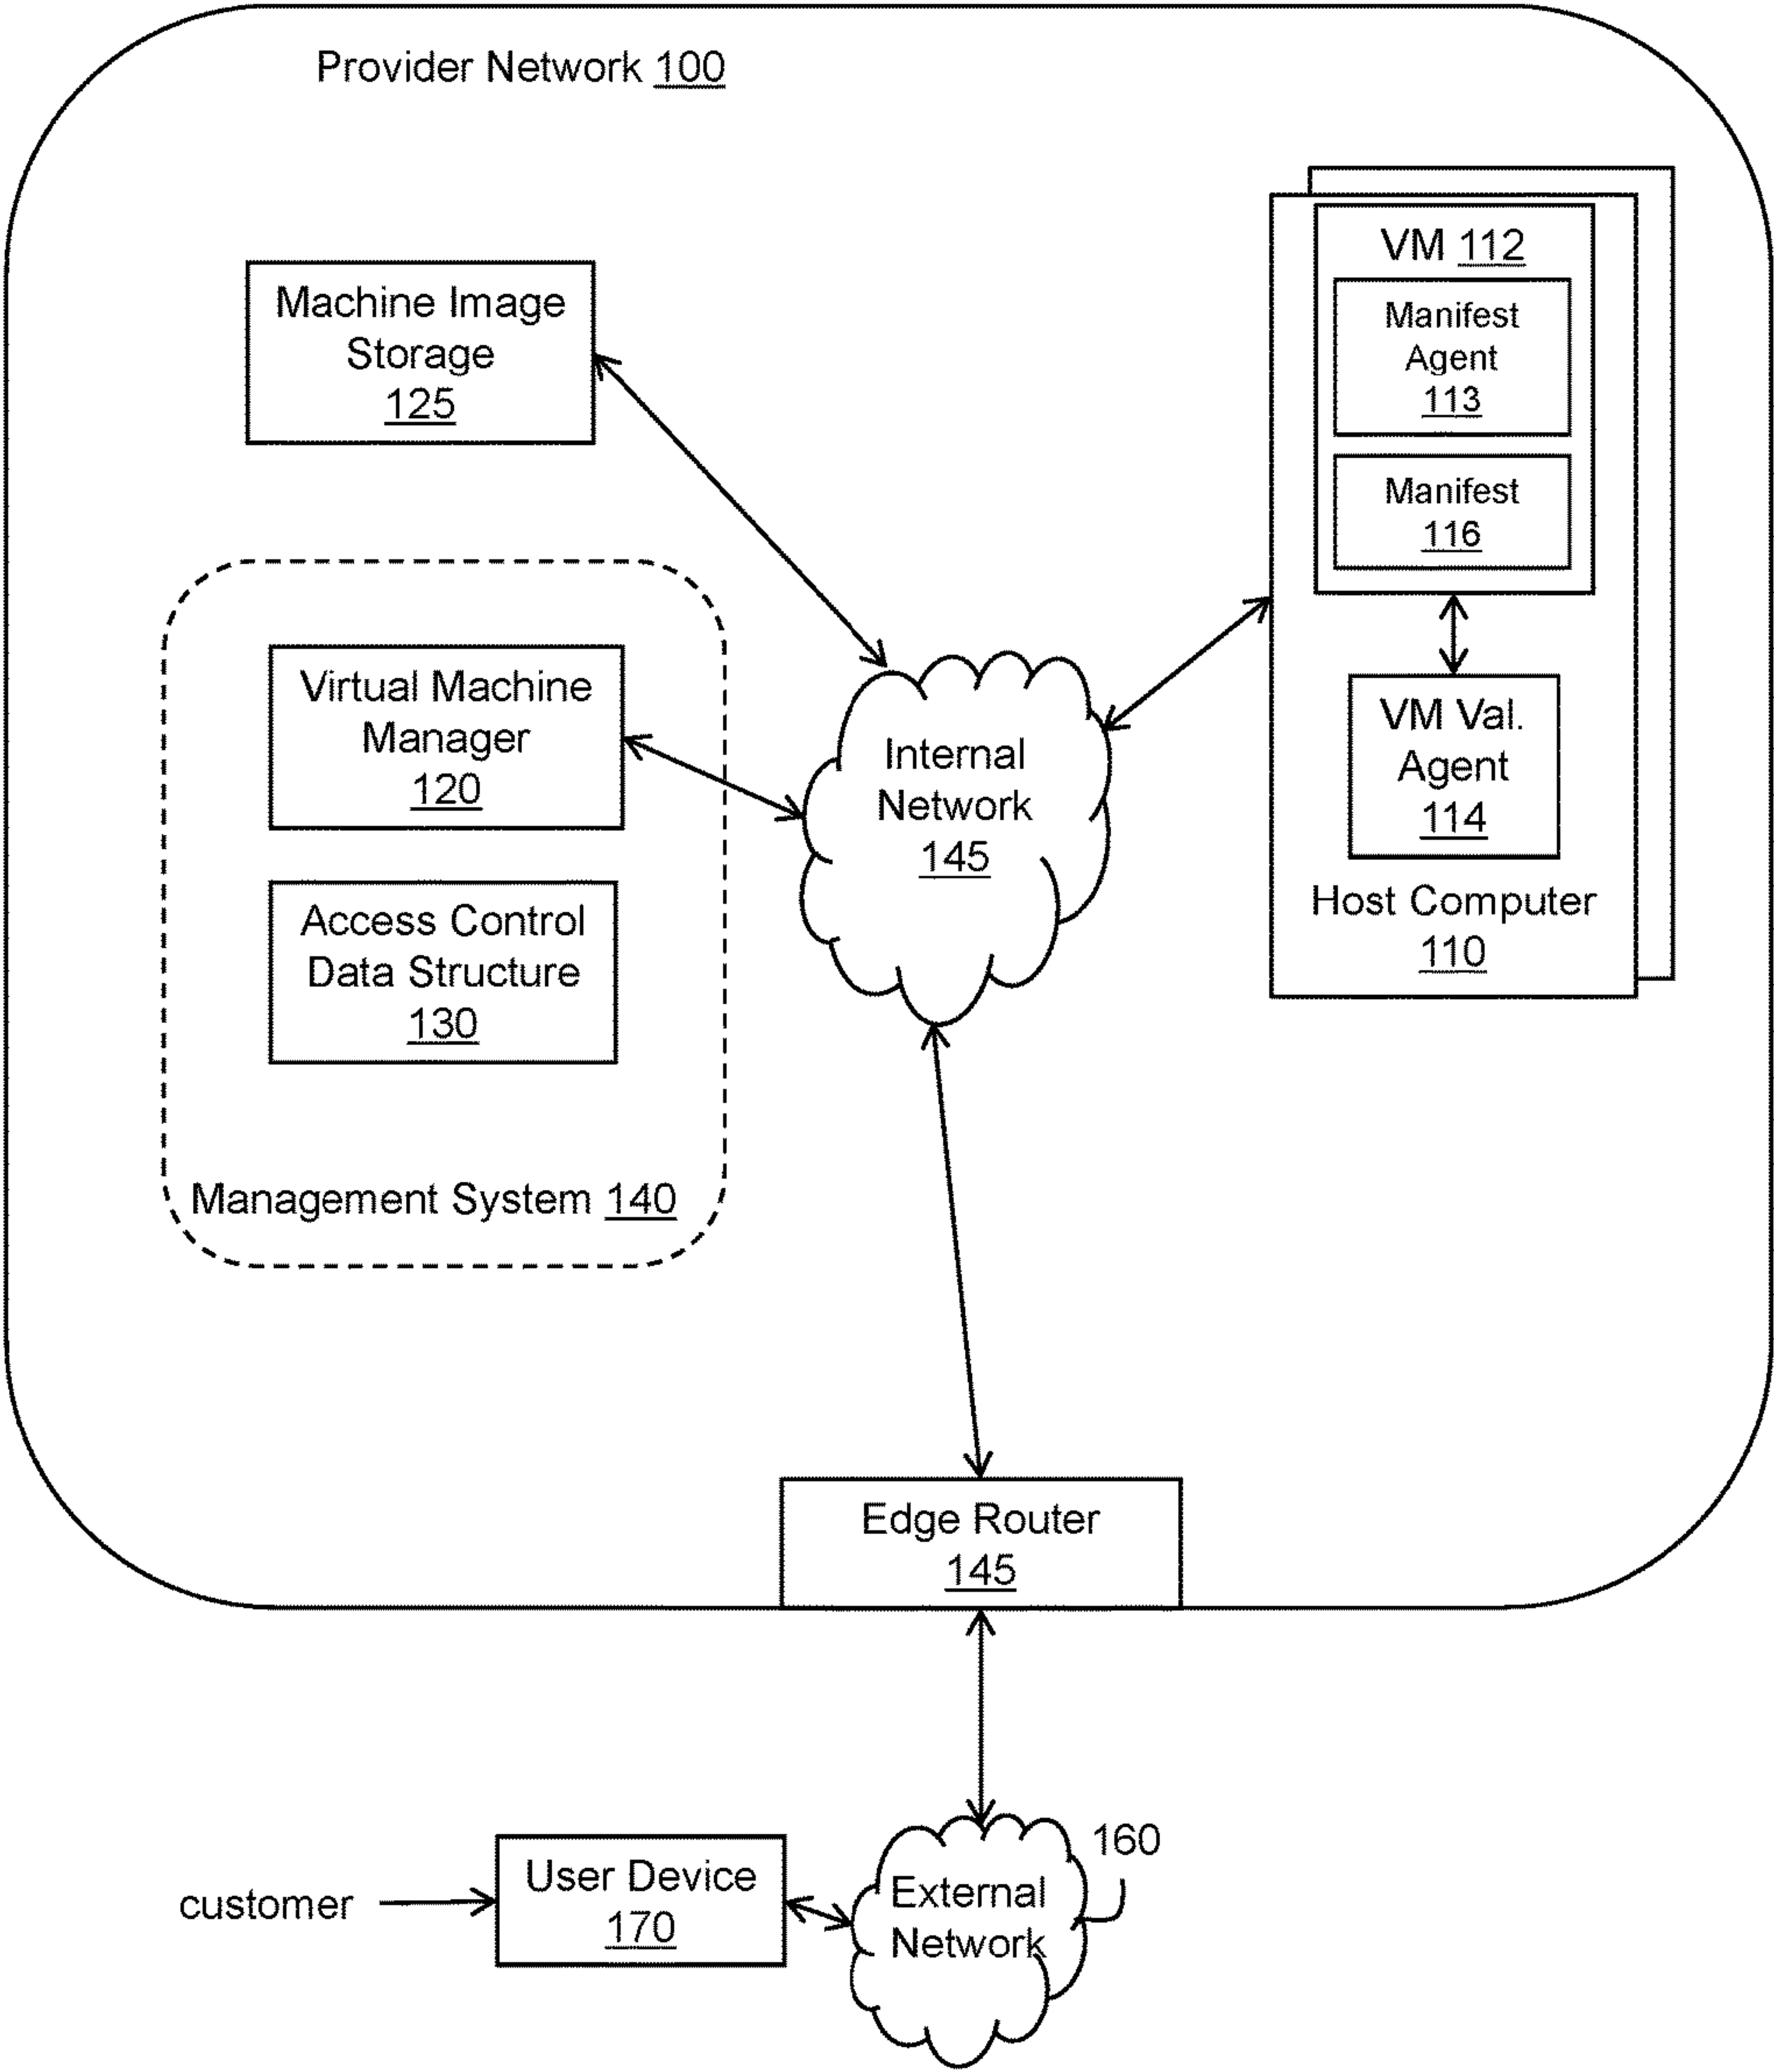 Provider Network 100
Machine Image
Storage
125
VM 112
Manifest
Agent
113
Manifest
116
VM Val.
Agent
114
Host Computer
110
Virtual Machine
Manager
120
Access Control
Data Structure
130
Management System 140
Internal
Network
145
Edge Router
145
customer
User Device
170
External
Network
160